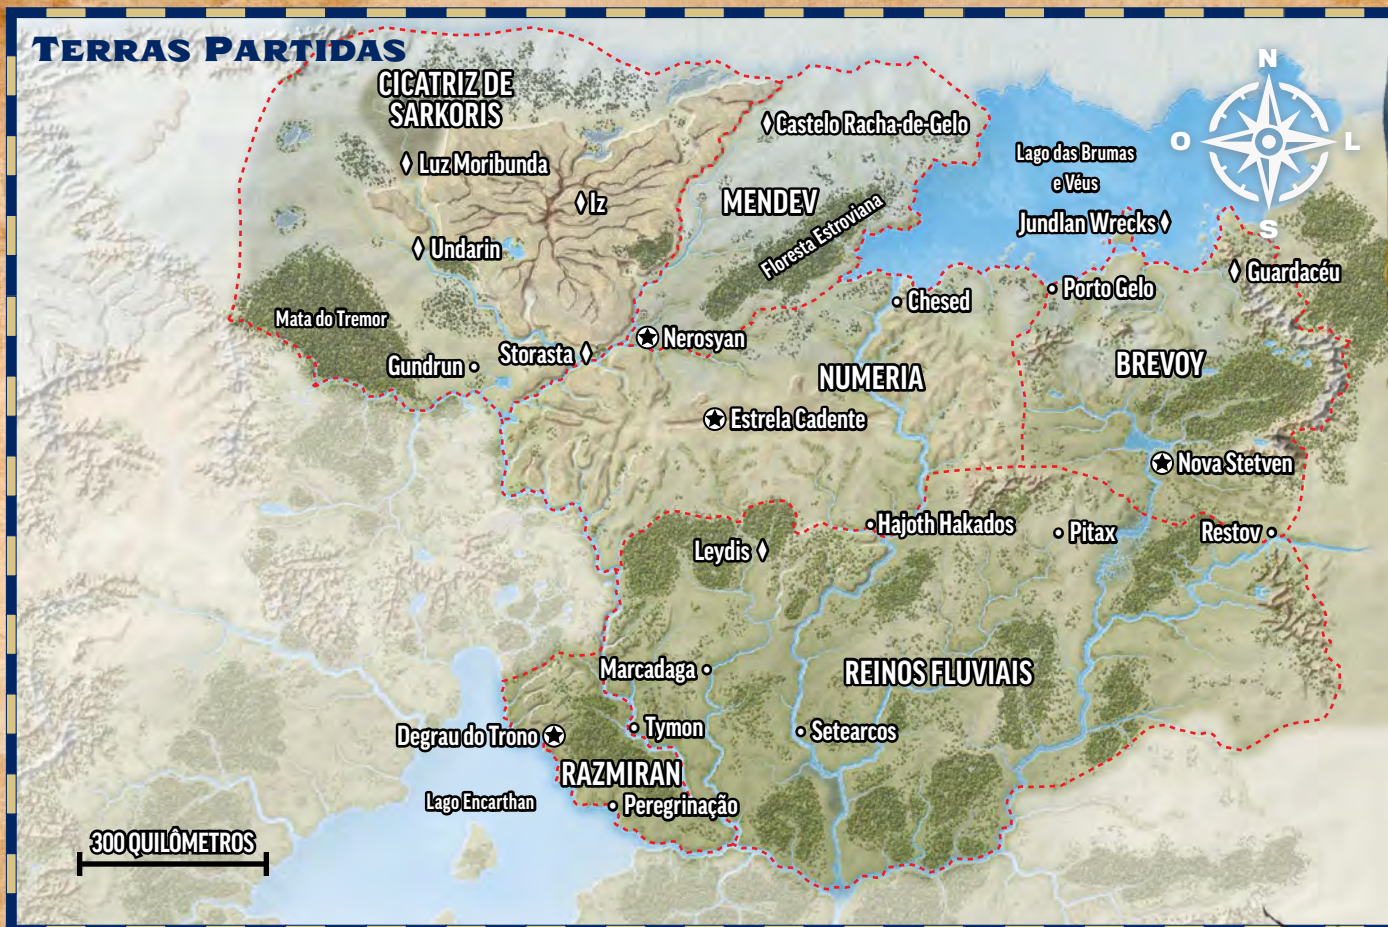 TERRAS PARTIDAS
N
O
L
S
CICATRIZ DE
SARKORIS
Castelo Racha-de-Gelo
Luz Moribunda
Lago das Brumas
e Véus
Iz
MENDEV
Floresta Estroviana
Jundlan Wrecks
Undarin
Guardacéu
Porto Gelo
Chesed
Mata do Tremor
Nerosyan
Storasta
Gundrun
NUMERIA
BREVOY
Estrela Cadente
Nova Stetven
Hajoth Hakados
Pitax
Restov
Leydis
Marcadaga
REINOS FLUVIAIS
Degrau do Trono
Tymon
Setearcos
RAZMIRAN
Lago Encarthan
Peregrinação
300 QUILÔMETROS